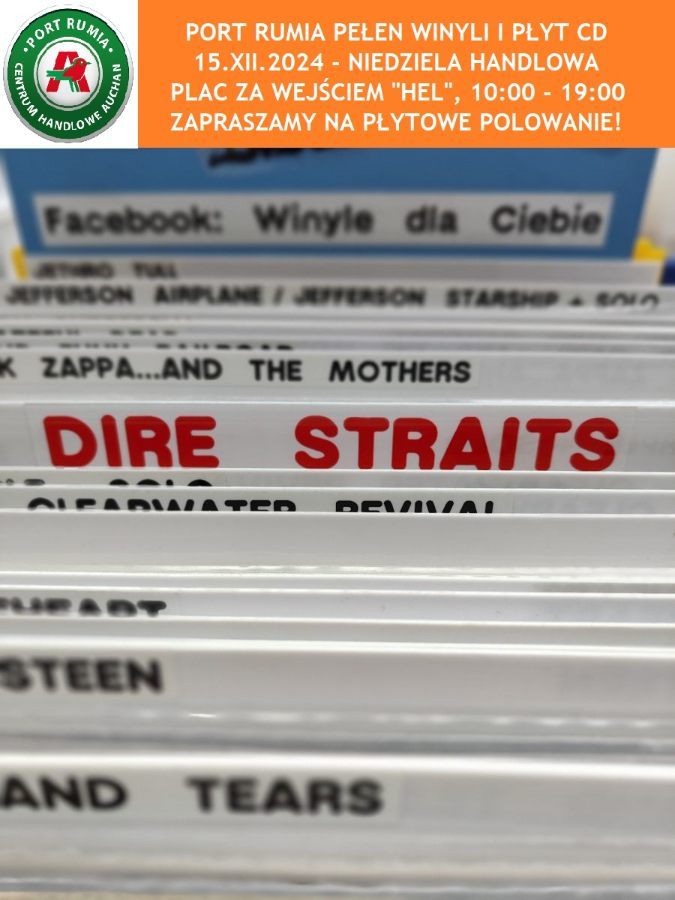 PORT RUMIA
CENTRUM HANDLOWE AUCHAN
PORT RUMIA PEŁEN WINYLI I PŁYT CD
15.XII.2024 - NIEDZIELA HANDLOWA
PLAC ZA WEJŚCIEM "HEL", 10:00 - 19:00
ZAPRASZAMY NA PŁYTOWE POLOWANIE!
Facebook: Winyle dla Ciebie
JETHRO TULL
JEFFERSON AIRPLANE / JEFFERSON STARSHIP + SOLO
K ZAPPA...AND THE MOTHERS
DIRE STRAITS
SOLO
CLEARWATER REVIVAL
STEEN
AND TEARS